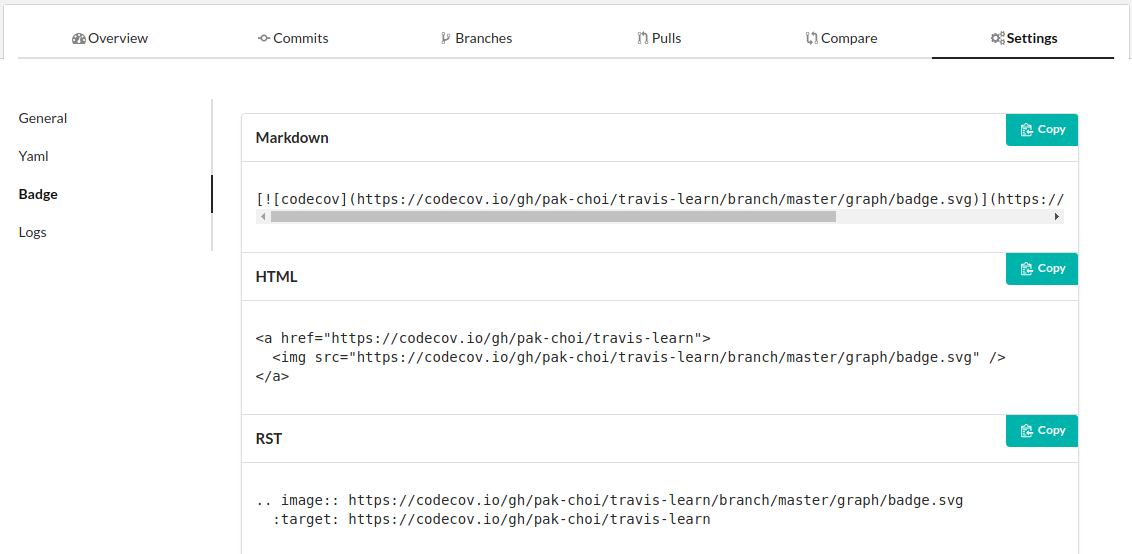 Overview Commits Branches Pulls Compare Settings
General
Yaml
Badge
Logs
Markdown Copy
[![codecov](https://codecov.io/gh/pak-choi/travis-learn/branch/master/graph/badge.svg)](https://
HTML Copy
<a href="https://codecov.io/gh/pak-choi/travis-learn">
<img src="https://codecov.io/gh/pak-choi/travis-learn/branch/master/graph/badge.svg" />
</a>
RST Copy
.. image:: https://codecov.io/gh/pak-choi/travis-learn/branch/master/graph/badge.svg
:target: https://codecov.io/gh/pak-choi/travis-learn